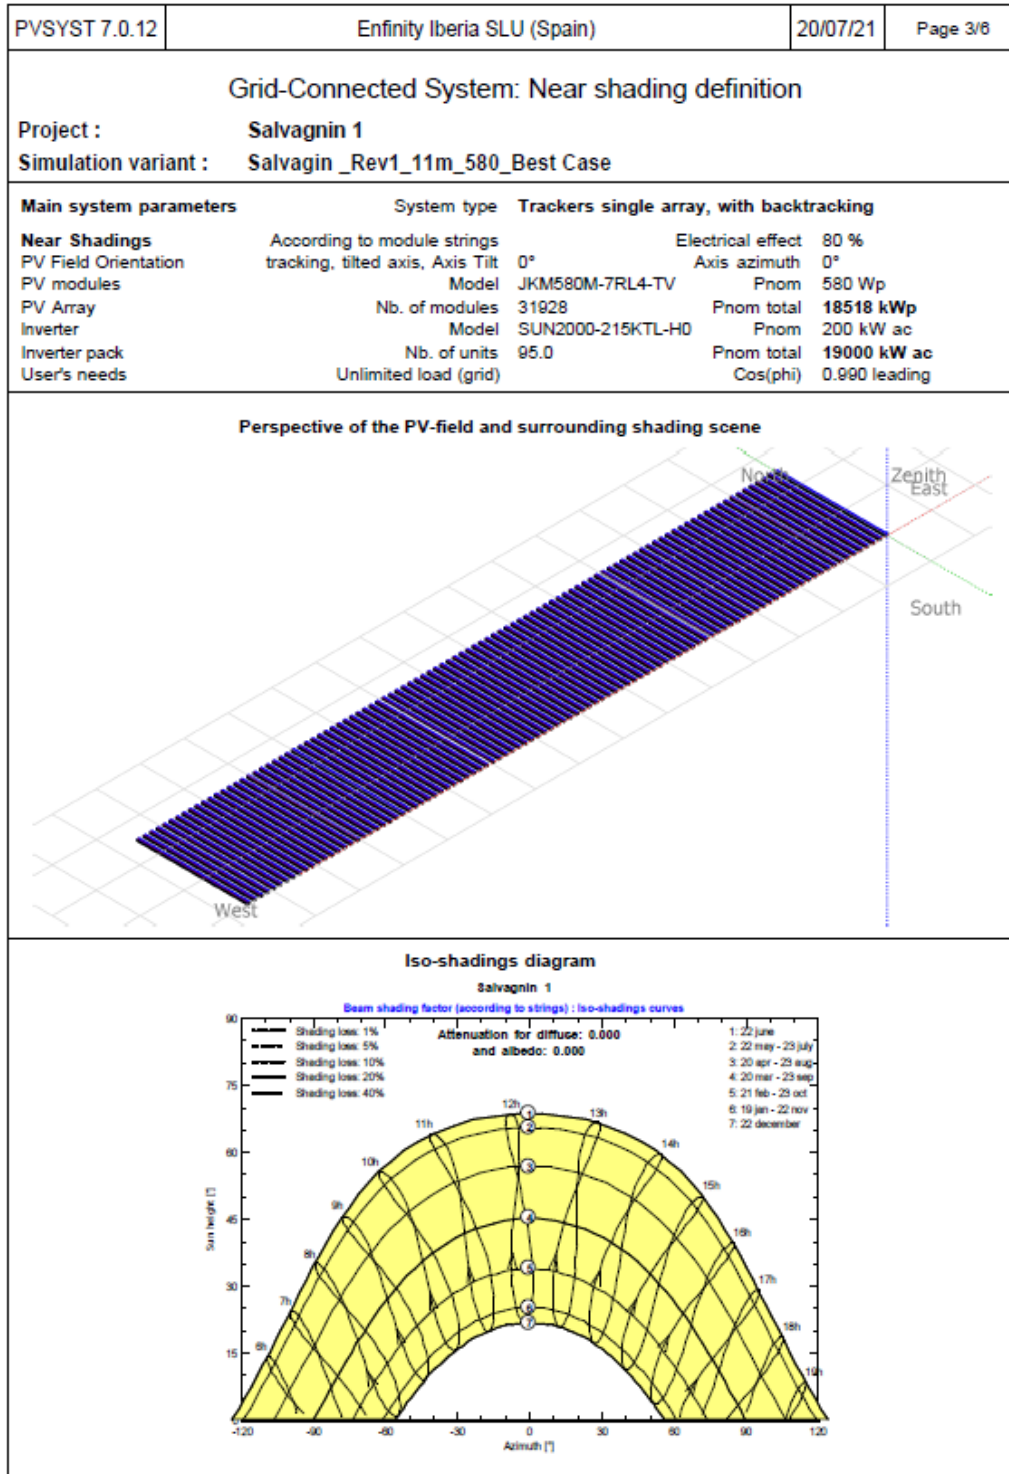 PVSYST 7.0.12 Enfinity Iberia SLU (Spain) 20/07/21 Page 3/6
Grid-Connected System: Near shading definition
Project : Salvagnin 1
Simulation variant : Salvagin _Rev1_11m_580_Best Case
Main system parameters System type Trackers single array, with backtracking
Near Shadings According to module strings Electrical effect 80 %
PV Field Orientation tracking, tilted axis, Axis Tilt 0° Axis azimuth 0°
PV modules Model JKM580M-7RL4-TV Pnom 580 Wp
PV Array Nb. of modules 31928 Pnom total 18518 kWp
Inverter Model SUN2000-215KTL-H0 Pnom 200 kW ac
Inverter pack Nb. of units 95.0 Pnom total 19000 kW ac
User's needs Unlimited load (grid) Cos(phi) 0.990 leading
Perspective of the PV-field and surrounding shading scene
North Zenith
East
South
West
Iso-shadings diagram
Salvagnin 1
Beam shading factor (according to strings) : Iso-shadings curves
Attenuation for diffuse: 0.000
and albedo: 0.000
Shading loss: 1%
Shading loss: 5%
Shading loss: 10%
Shading loss: 20%
Shading loss: 40%
1: 22 june
2: 22 may - 23 july
3: 20 apr - 23 aug
4: 20 mar - 23 sep
5: 21 feb - 23 oct
6: 19 jan - 22 nov
7: 22 december
90
75
60
45
30
15
0
Sun height [°]
6h
7h
8h
9h
10h
11h
12h
13h
14h
15h
16h
17h
18h
19h
1
2
3
4
5
6
7
-120 -90 -60 -30 0 30 60 90 120
Azimuth [°]